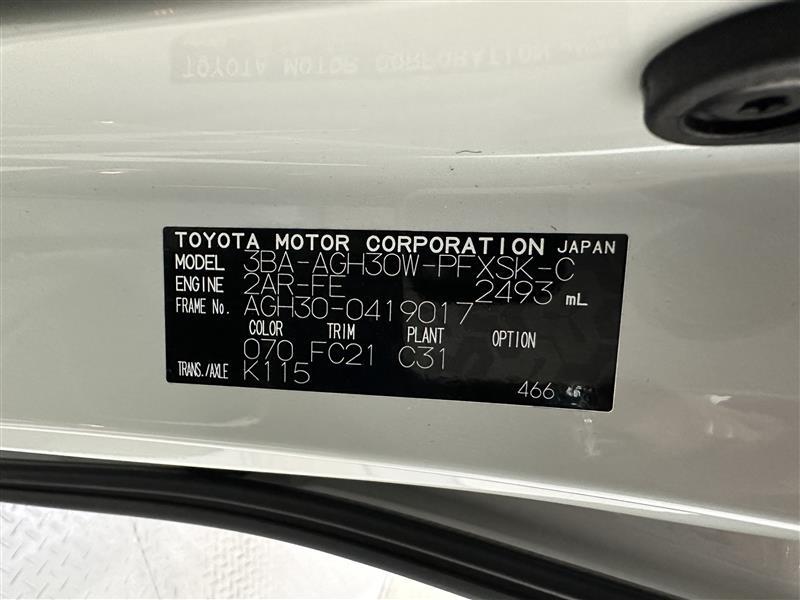 TOYOTA MOTOR CORPORATION JAPAN
MODEL 3BA-AGH30W-PFXSK-C
ENGINE 2AR-FE 2493 mL
FRAME No. AGH30-0419017
COLOR TRIM PLANT OPTION
070 FC21 C31
TRANS./AXLE K115
466